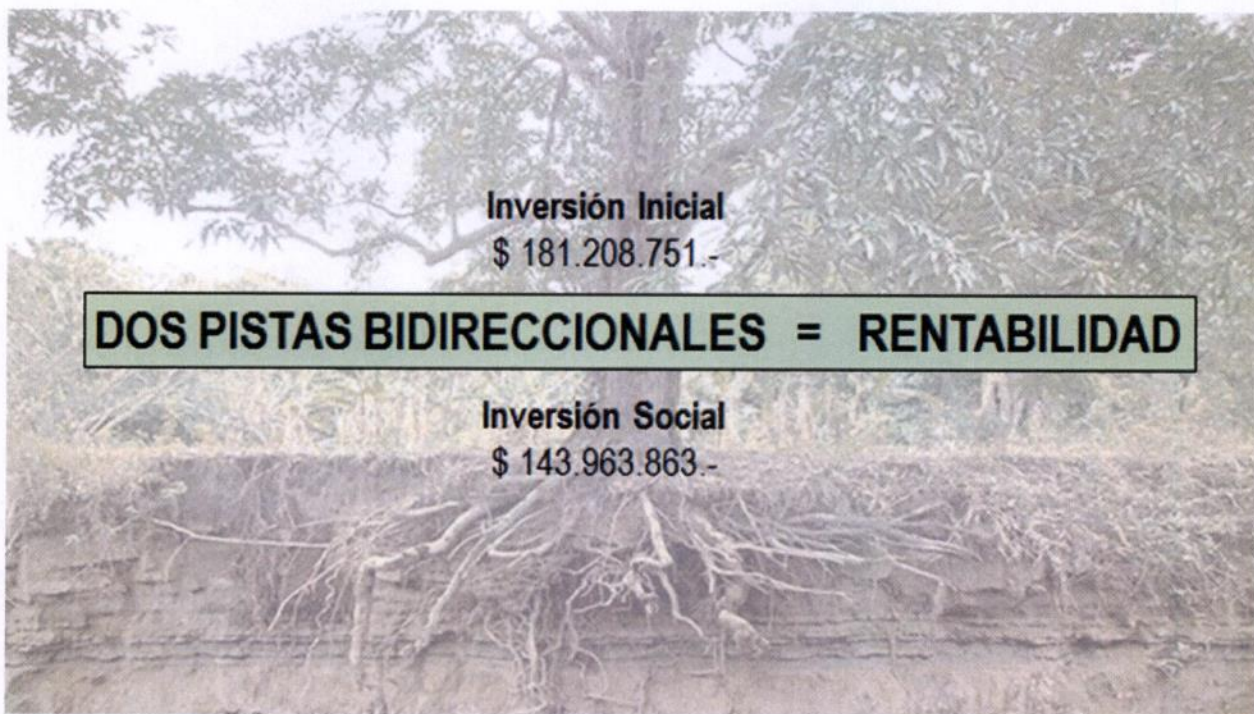 Inversión Inicial
$ 181.208.751.-
DOS PISTAS BIDIRECCIONALES = RENTABILIDAD
Inversión Social
$ 143.963.863.-